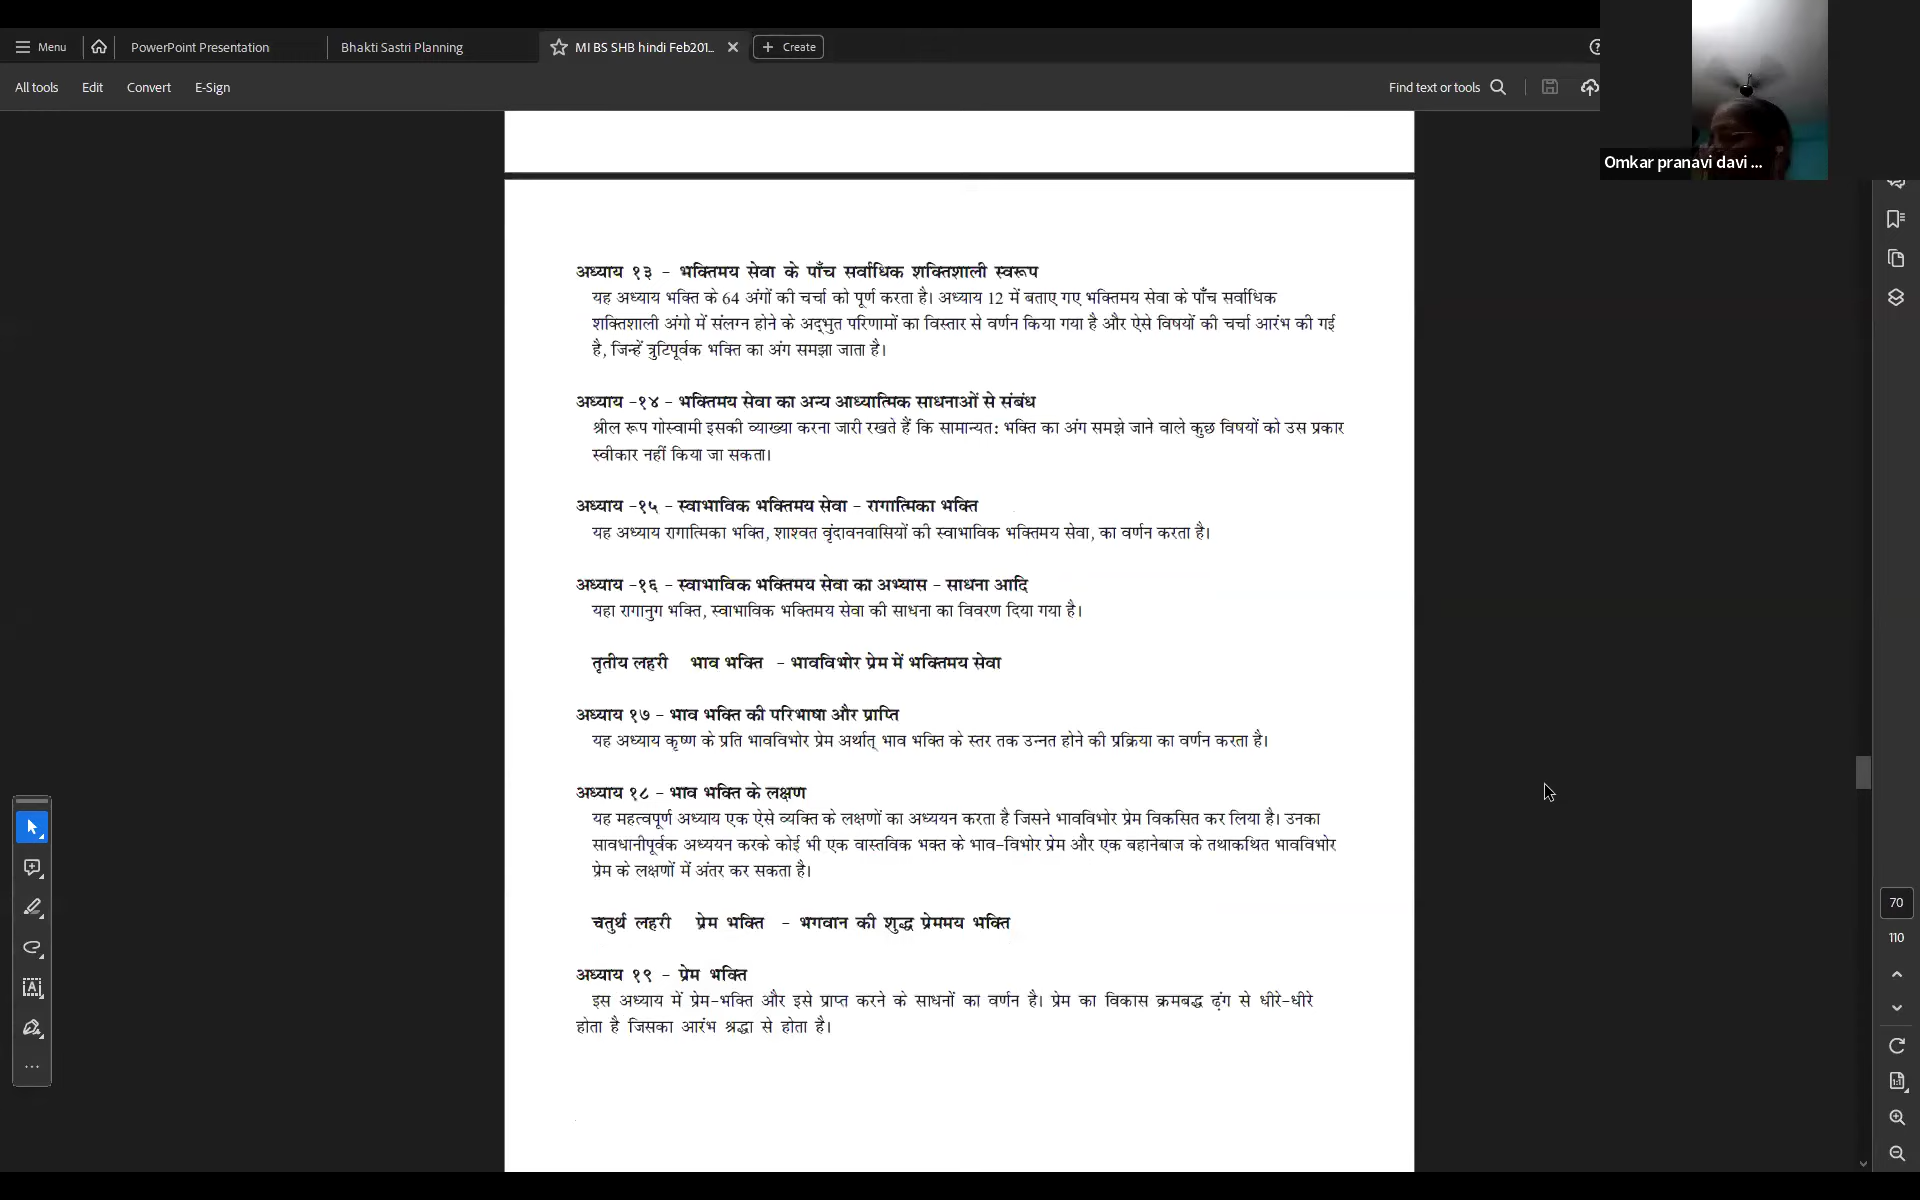 Menu
PowerPoint Presentation
Bhakti Sastri Planning
MI BS SHB hindi Feb201...
Create
All tools
Edit
Convert
E-Sign
Find text or tools
Omkar pranavi davi ...
अध्याय १३ - भक्तिमय सेवा के पाँच सर्वाधिक शक्तिशाली स्वरूप
यह अध्याय भक्ति के 64 अंगों की चर्चा को पूर्ण करता है। अध्याय 12 में बताए गए भक्तिमय सेवा के पाँच सर्वाधिक
शक्तिशाली अंगो में संलग्न होने के अद्भुत परिणामों का विस्तार से वर्णन किया गया है और ऐसे विषयों की चर्चा आरंभ की गई
है, जिन्हें त्रुटिपूर्वक भक्ति का अंग समझा जाता है।
अध्याय -१४ - भक्तिमय सेवा का अन्य आध्यात्मिक साधनाओं से संबंध
श्रील रूप गोस्वामी इसकी व्याख्या करना जारी रखते हैं कि सामान्यत: भक्ति का अंग समझे जाने वाले कुछ विषयों को उस प्रकार
स्वीकार नहीं किया जा सकता।
अध्याय -१५ - स्वाभाविक भक्तिमय सेवा - रागात्मिका भक्ति
यह अध्याय रागात्मिका भक्ति, शाश्वत वृंदावनवासियों की स्वाभाविक भक्तिमय सेवा, का वर्णन करता है।
अध्याय -१६ - स्वाभाविक भक्तिमय सेवा का अभ्यास - साधना आदि
यहा रागानुग भक्ति, स्वाभाविक भक्तिमय सेवा की साधना का विवरण दिया गया है।
तृतीय लहरी भाव भक्ति - भावविभोर प्रेम में भक्तिमय सेवा
अध्याय १७ - भाव भक्ति की परिभाषा और प्राप्ति
यह अध्याय कृष्ण के प्रति भावविभोर प्रेम अर्थात् भाव भक्ति के स्तर तक उन्नत होने की प्रक्रिया का वर्णन करता है।
अध्याय १८ - भाव भक्ति के लक्षण
यह महत्वपूर्ण अध्याय एक ऐसे व्यक्ति के लक्षणों का अध्ययन करता है जिसने भावविभोर प्रेम विकसित कर लिया है। उनका
सावधानीपूर्वक अध्ययन करके कोई भी एक वास्तविक भक्त के भाव-विभोर प्रेम और एक बहानेबाज के तथाकथित भावविभोर
प्रेम के लक्षणों में अंतर कर सकता है।
चतुर्थ लहरी प्रेम भक्ति - भगवान की शुद्ध प्रेममय भक्ति
अध्याय १९ - प्रेम भक्ति
इस अध्याय में प्रेम-भक्ति और इसे प्राप्त करने के साधनों का वर्णन है। प्रेम का विकास क्रमबद्ध ढ़ंग से धीरे-धीरे
होता है जिसका आरंभ श्रद्धा से होता है।
70
110